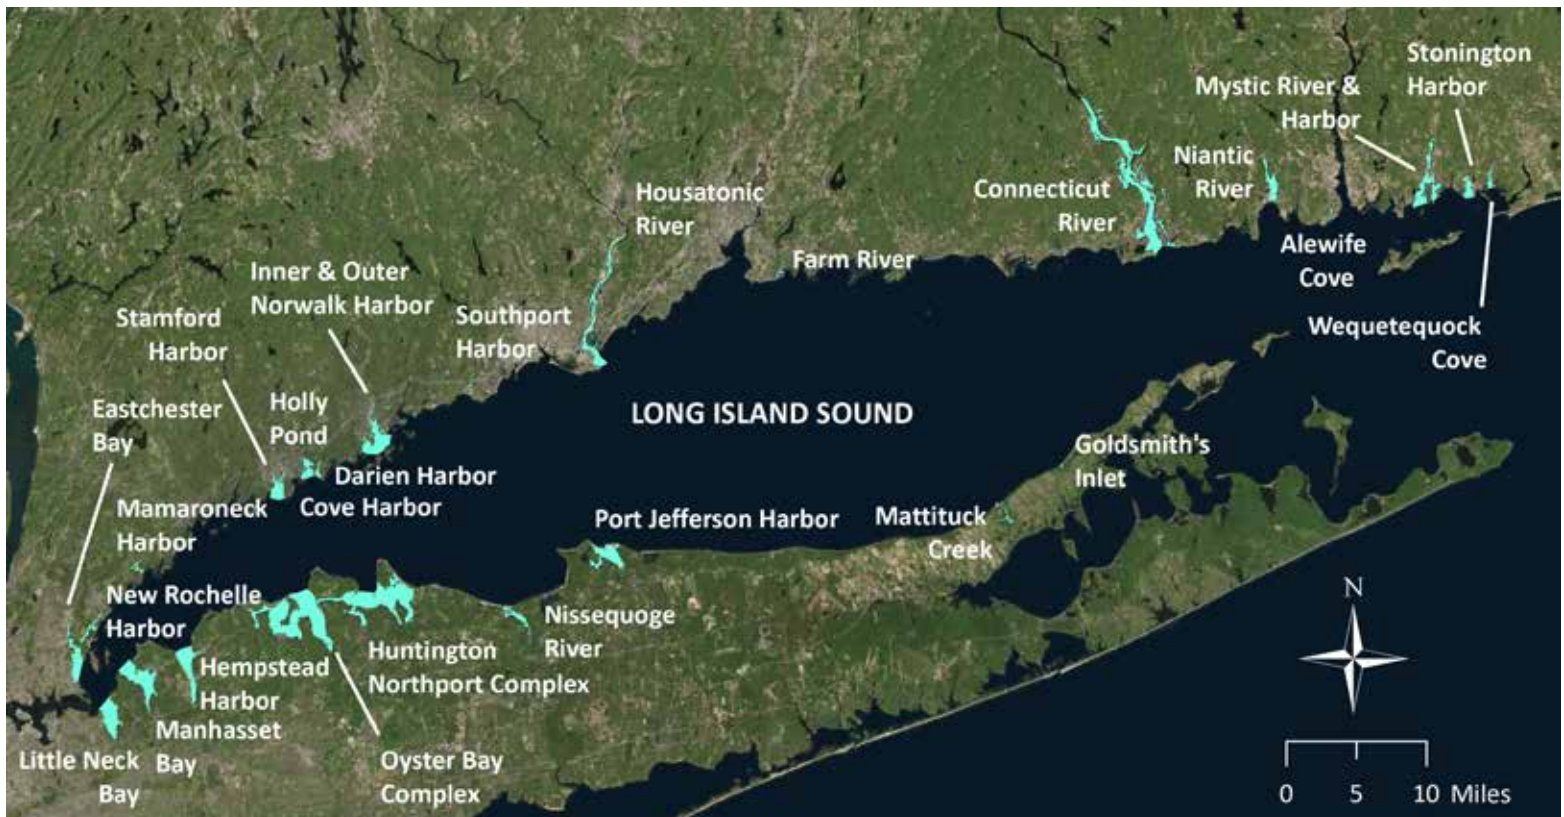 Stonington
Harbor
Mystic River &
Harbor
Niantic
River
Connecticut
River
Housatonic
River
Farm River
Alewife
Cove
Inner & Outer
Norwalk Harbor
Stamford
Harbor
Southport
Harbor
Wequetequock
Cove
Eastchester
Bay
Holly
Pond
LONG ISLAND SOUND
Darien Harbor
Cove Harbor
Goldsmith's
Inlet
Mamaroneck
Harbor
Port Jefferson Harbor
Mattituck
Creek
New Rochelle
Harbor
Nissequoge
River
Huntington
Northport Complex
Hempstead
Harbor
Manhasset
Bay
Little Neck
Bay
Oyster Bay
Complex
N
0 5 10 Miles